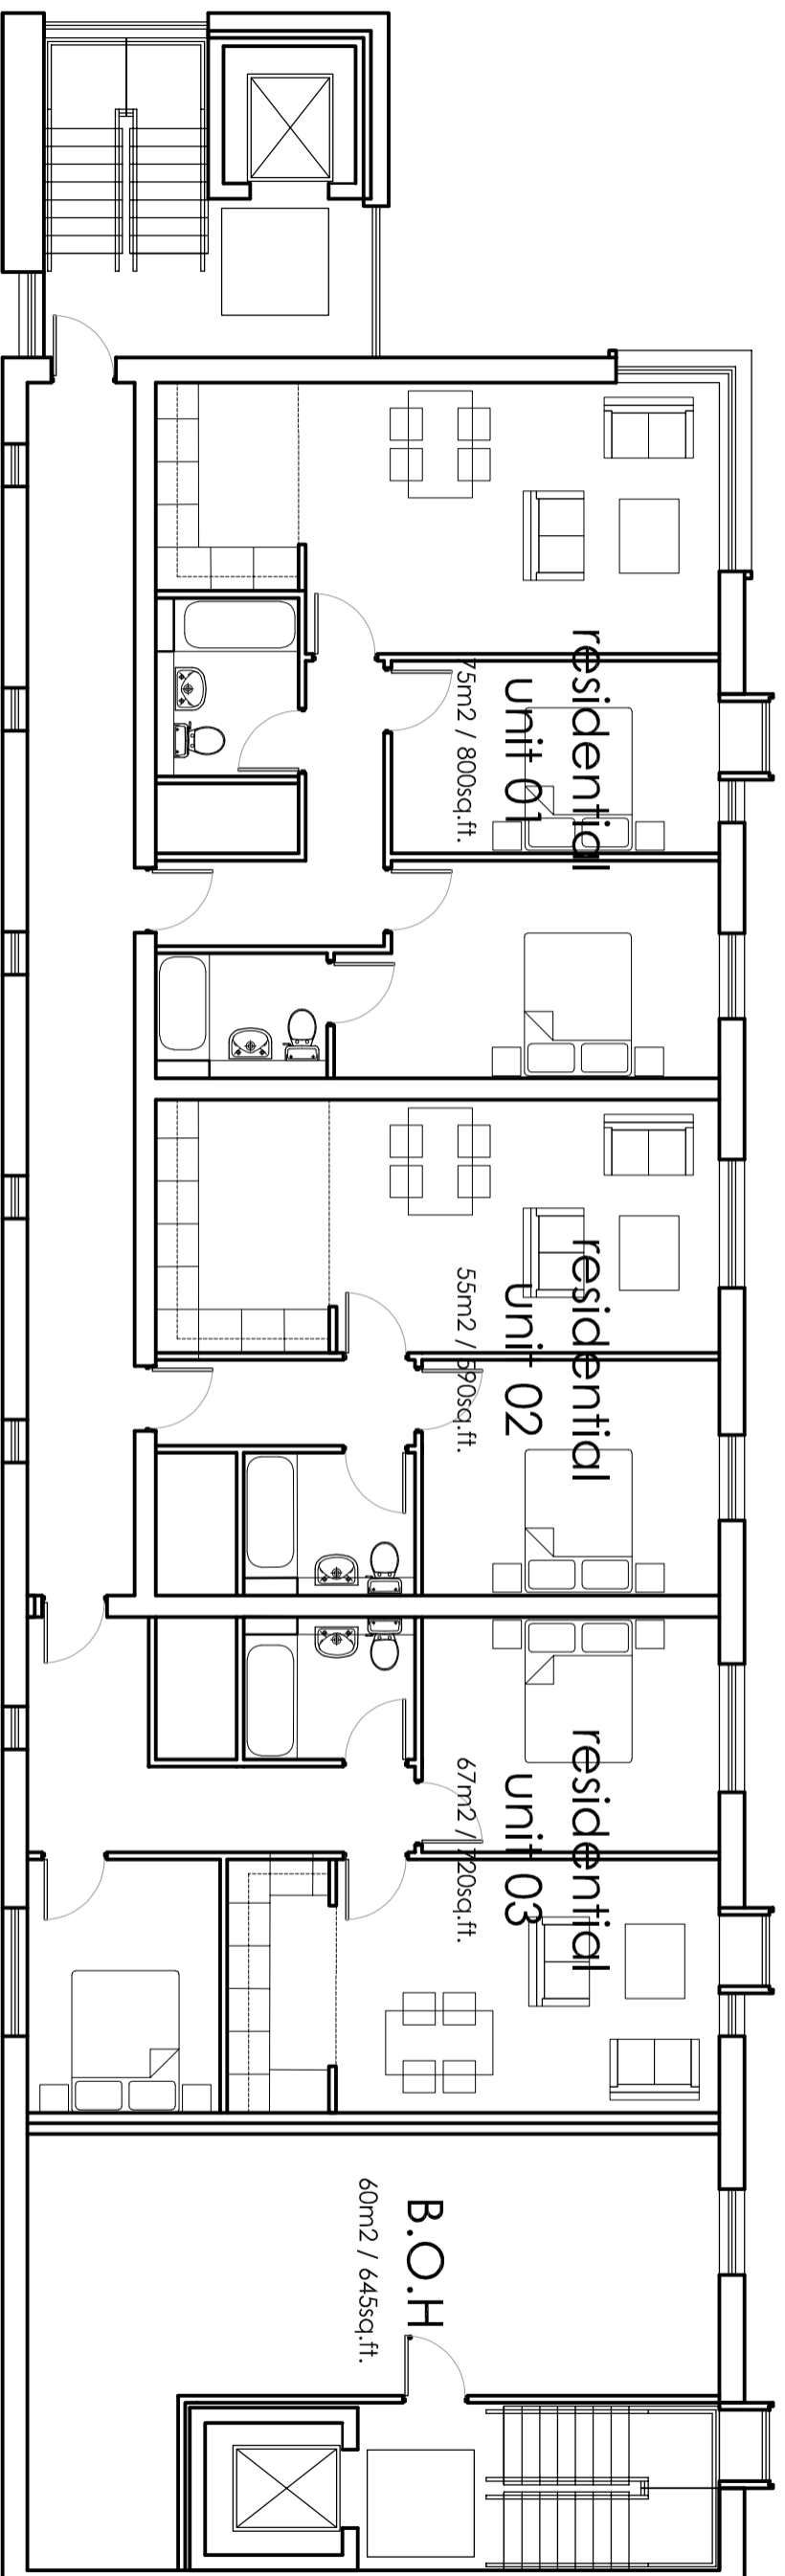 residential
unit 01
75m2 / 800sq.ft.
residential
unit 02
55m2 / 590sq.ft.
residential
unit 03
67m2 / 720sq.ft.
B.O.H
60m2 / 645sq.ft.